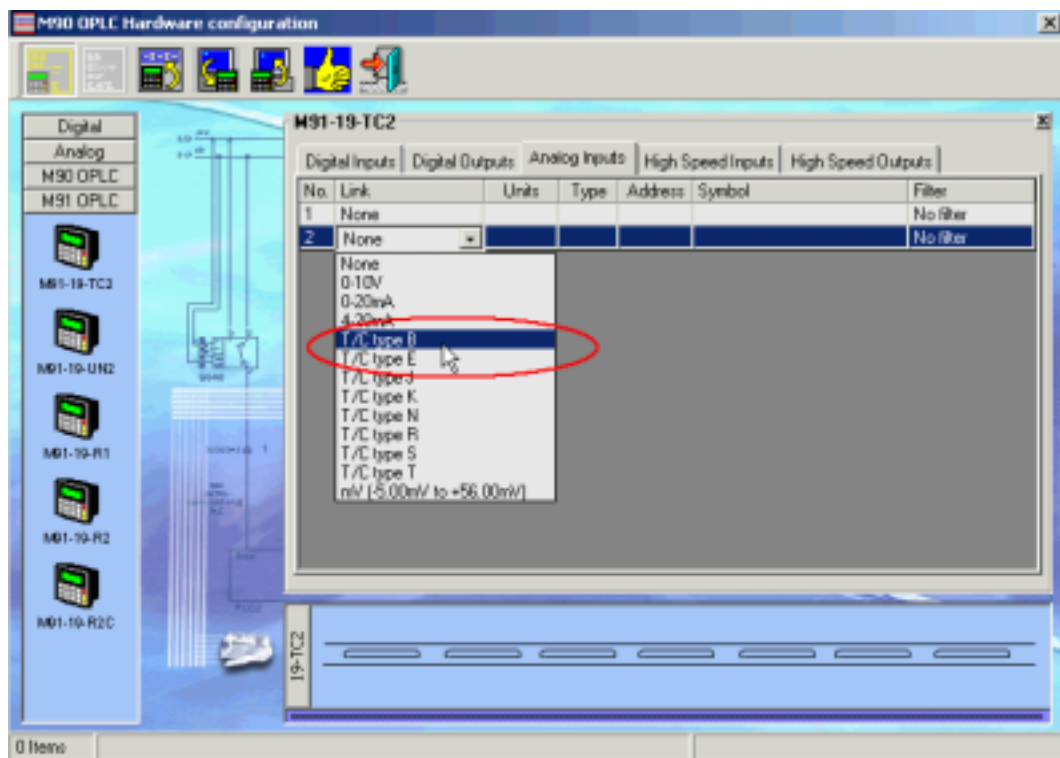 M90 OPLC Hardware configuration
Digital
Analog
M90 OPLC
M91 OPLC
M91-19-TC2
M91-19-UN2
M91-19-R1
M91-19-R2
M91-19-R2C
M91-19-TC2
Digital Inputs Digital Outputs Analog Inputs High Speed Inputs High Speed Outputs
No. Link Units Type Address Symbol Filter
1 None No filter
2 None No filter
None
0-10V
0-20mA
4-20mA
T/C type B
T/C type E
T/C type J
T/C type K
T/C type N
T/C type R
T/C type S
T/C type T
mV (-5.00mV to +56.00mV)
19-TC2
0 Items